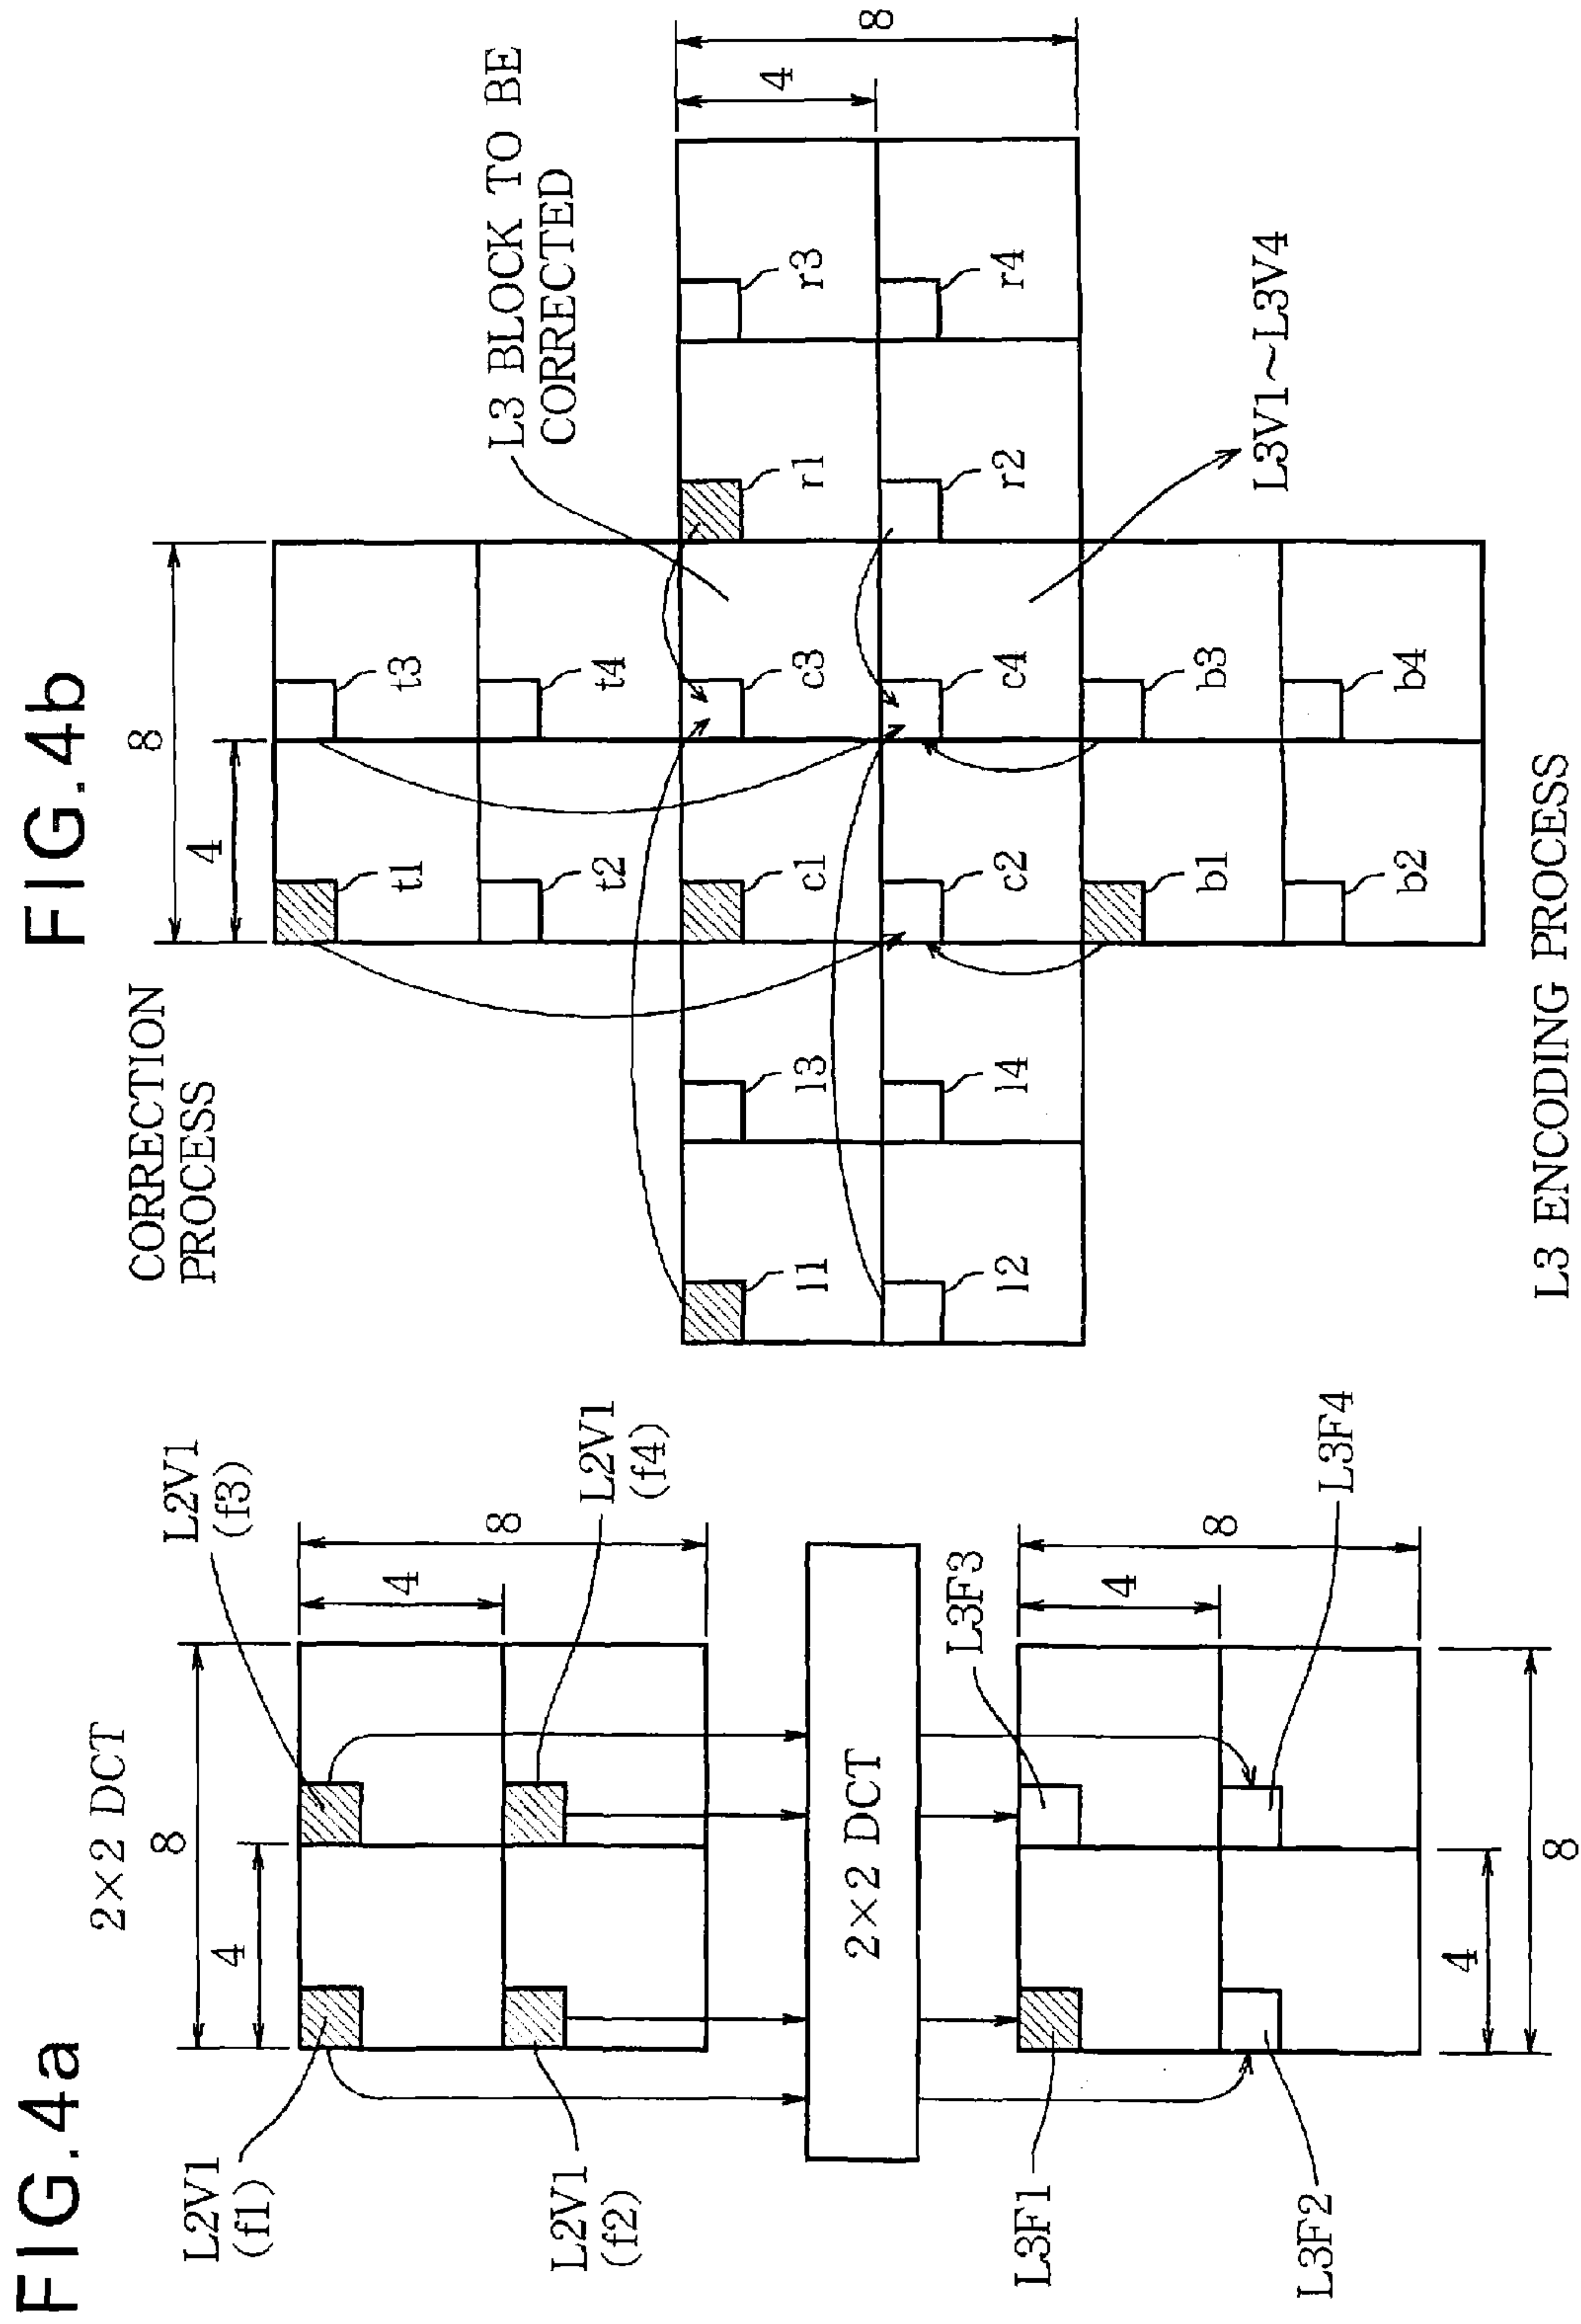 FIG.4a
2×2 DCT
8
4
L2V1
(f1)
L2V1
(f3)
4
8
L2V1
(f2)
L2V1
(f4)
2×2 DCT
L3F1
L3F3
4
8
L3F2
L3F4
4
8
FIG.4b
CORRECTION
PROCESS
8
4
t1
t3
t2
t4
L3 BLOCK TO BE
CORRECTED
4
8
l1
l3
c1
c3
r1
r3
l2
l4
c2
c4
r2
r4
b1
b3
L3V1~L3V4
b2
b4
L3 ENCODING PROCESS